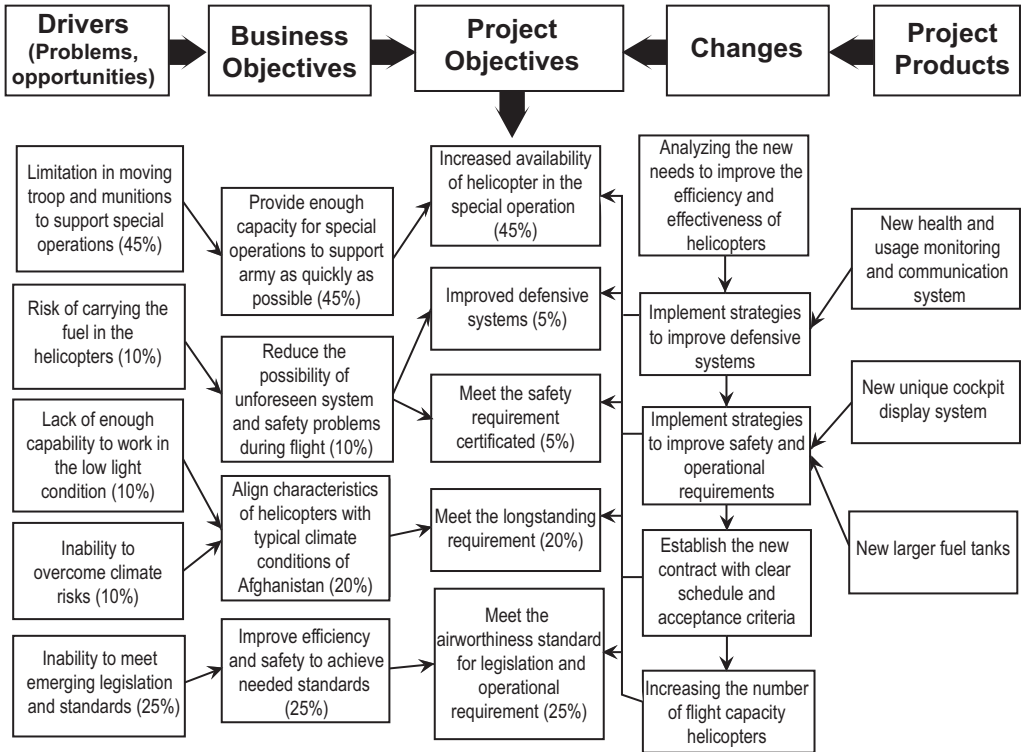 Drivers
(Problems,
opportunities)
Business
Objectives
Project
Objectives
Changes
Project
Products
Limitation in moving
troop and munitions
to support special
operations (45%)
Risk of carrying the
fuel in the
helicopters (10%)
Lack of enough
capability to work in
the low light
condition (10%)
Inability to
overcome climate
risks (10%)
Inability to meet
emerging legislation
and standards (25%)
Provide enough
capacity for special
operations to support
army as quickly as
possible (45%)
Reduce the
possibility of
unforeseen system
and safety problems
during flight (10%)
Align characteristics
of helicopters with
typical climate
conditions of
Afghanistan (20%)
Improve efficiency
and safety to achieve
needed standards
(25%)
Increased availability
of helicopter in the
special operation
(45%)
Improved defensive
systems (5%)
Meet the safety
requirement
certificated (5%)
Meet the longstanding
requirement (20%)
Meet the
airworthiness standard
for legislation and
operational
requirement (25%)
Analyzing the new
needs to improve the
efficiency and
effectiveness of
helicopters
Implement strategies
to improve defensive
systems
Implement strategies
to improve safety and
operational
requirements
Establish the new
contract with clear
schedule and
acceptance criteria
Increasing the number
of flight capacity
helicopters
New health and
usage monitoring
and communication
system
New unique cockpit
display system
New larger fuel tanks